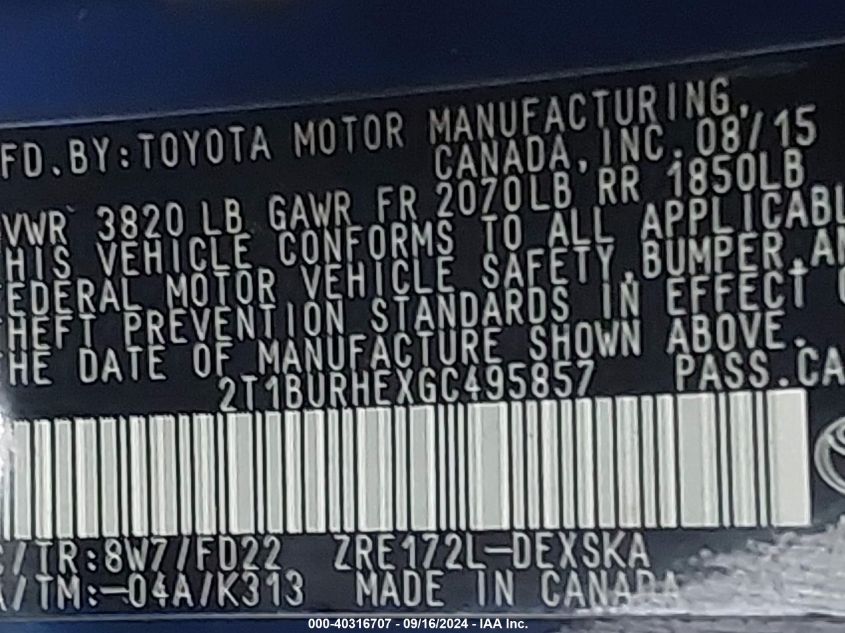 FD.BY:TOYOTA MOTOR MANUFACTURING,
CANADA, INC. 08/15
VWR 3820 LB GAWR FR 2070LB RR 1850LB
HIS VEHICLE CONFORMS TO ALL APPLICABL
EDERAL MOTOR VEHICLE SAFETY, BUMPER, AN
HEFT PREVENTION STANDARDS IN EFFECT
HE DATE OF MANUFACTURE SHOWN ABOVE.
2T1BURHEXGC495857 PASS.CA
/TR:8W7/FD22 ZRE172L-DEXSKA
/TM:-04A/K313 MADE IN CANADA
000-40316707 - 09/16/2024 - IAA Inc.